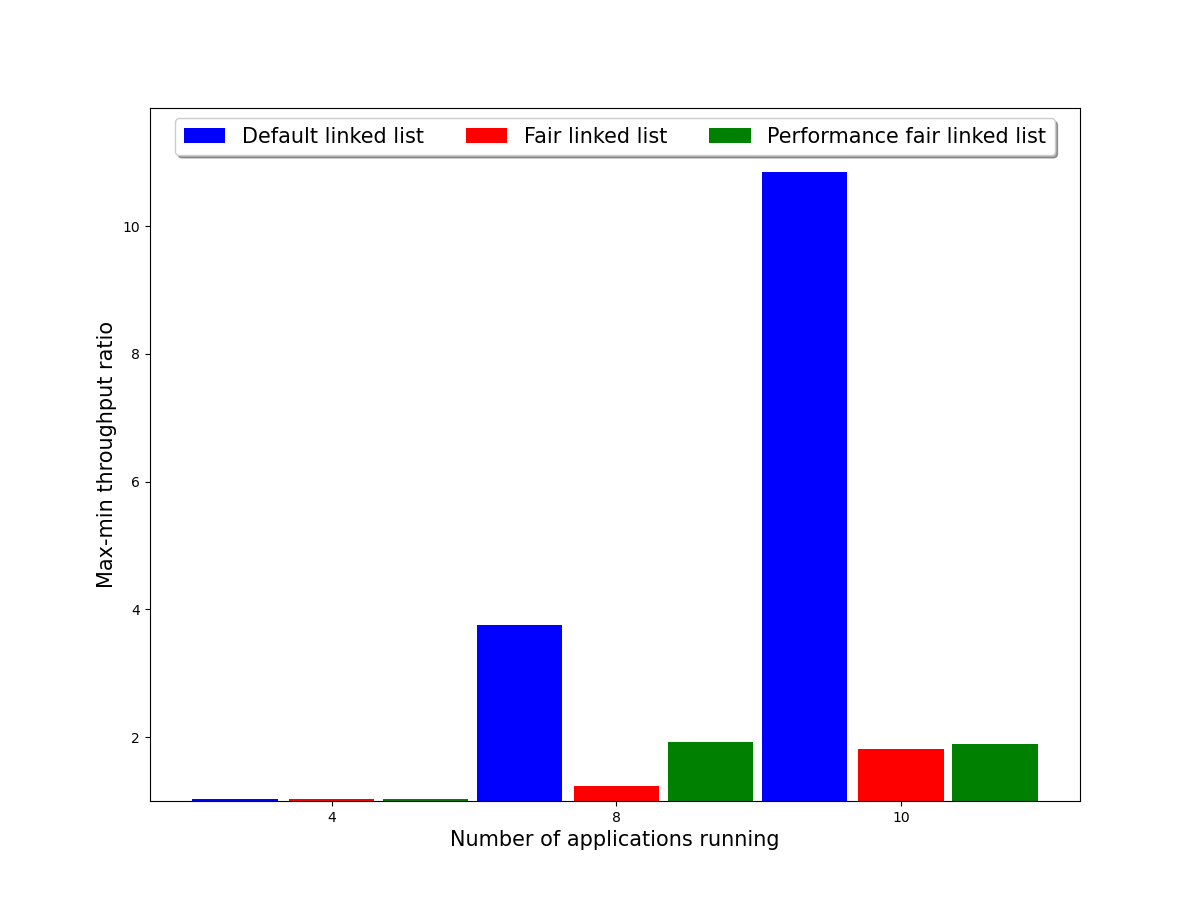 Default linked list Fair linked list Performance fair linked list
Max-min throughput ratio
10
8
6
4
2
4 8 10
Number of applications running